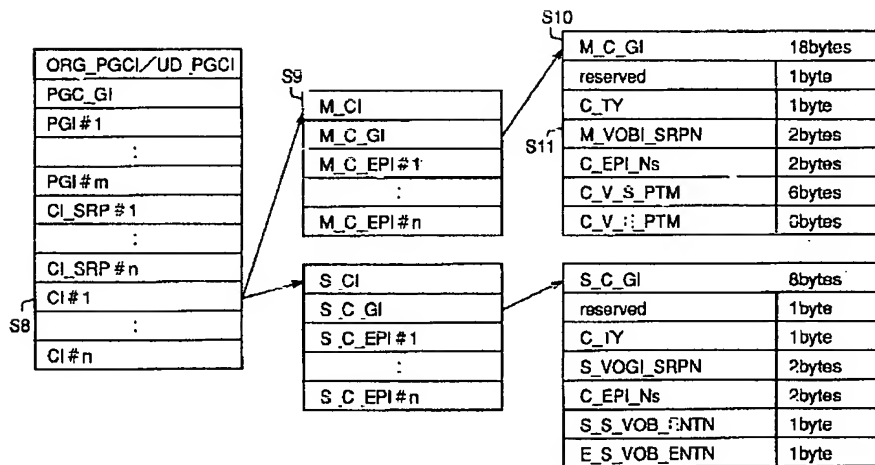 S10
M_C_GI 18bytes
reserved 1byte
C_TY 1byte
S11
M_VOBI_SRPN 2bytes
C_EPI_Ns 2bytes
C_V_S_PTM 6bytes
PTM
ORG_PGCI/UD_PGCI
PGC_GI
PGI#1
:
PGI#m
CI_SRP#1
:
CI_SRP#n
S8
CI#1
:
CI#n
S9
M_CI
M_C_GI
M_C_EPI#1
:
M_C_EPI#n
S_CI
S_C_GI
S_C_EPI#1
:
S_C_EPI#n
S_C_GI 8bytes
reserved 1byte
C_TY 1byte
S_VOGI_SRPN 2bytes
C_EPI_Ns 2bytes
S_S_VOB_ENTN 1byte
E_S_VOB_ENTN 1byte